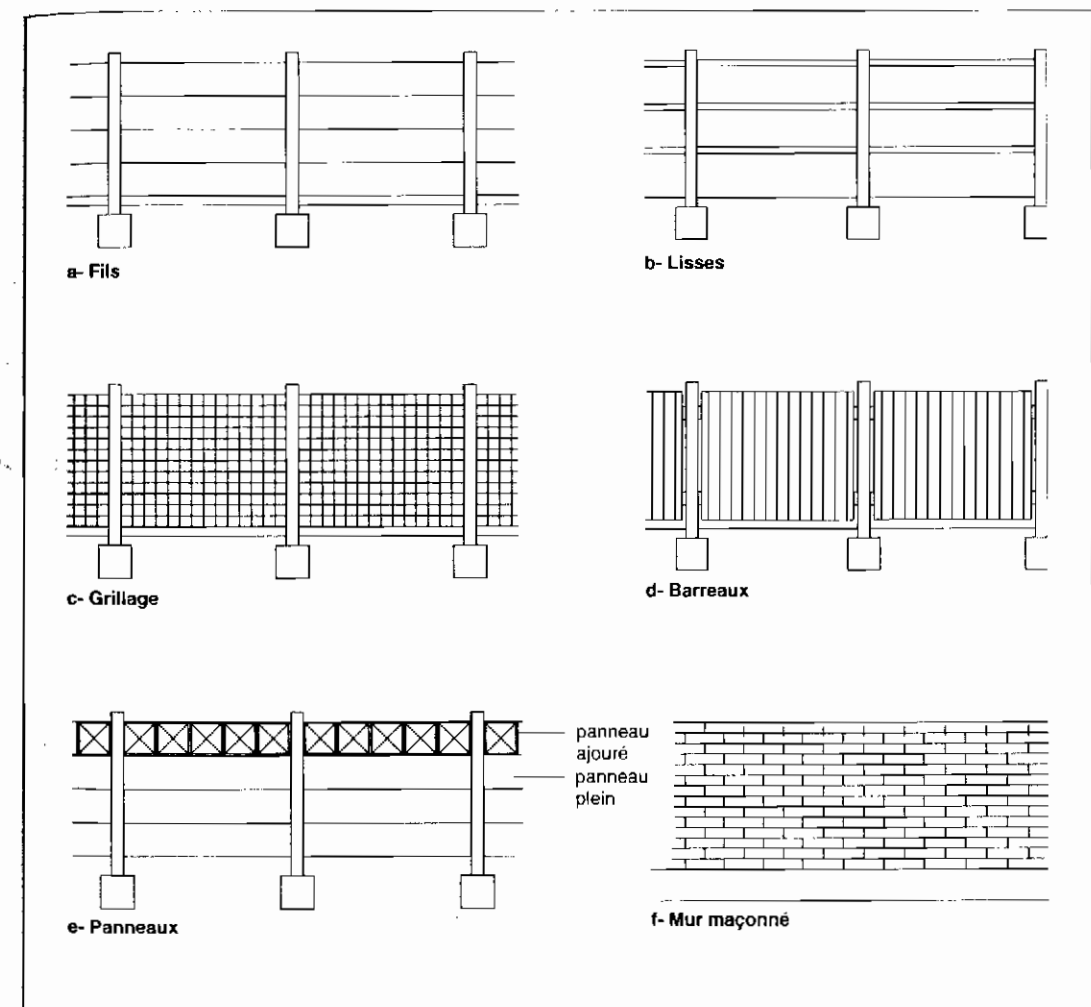 a- Fils
b- Lisses
c- Grillage
d- Barreaux
panneau
ajouré
panneau
plein
e- Panneaux
f- Mur maçonné